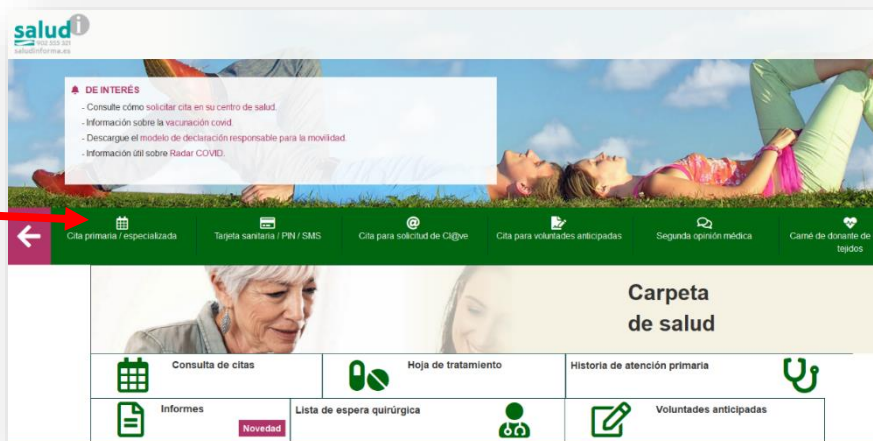 salud i
902 555 321
saludinforma.es
DE INTERÉS
- Consulte cómo solicitar cita en su centro de salud.
- Información sobre la vacunación covid.
- Descargue el modelo de declaración responsable para la movilidad.
- Información útil sobre Radar COVID.
Cita primaria / especializada
Tarjeta sanitaria / PIN / SMS
@
Cita para solicitud de Cl@ve
Cita para voluntades anticipadas
Segunda opinión médica
Carné de donante de
tejidos
Carpeta
de salud
Consulta de citas
Hoja de tratamiento
Historia de atención primaria
Informes
Novedad
Lista de espera quirúrgica
Voluntades anticipadas